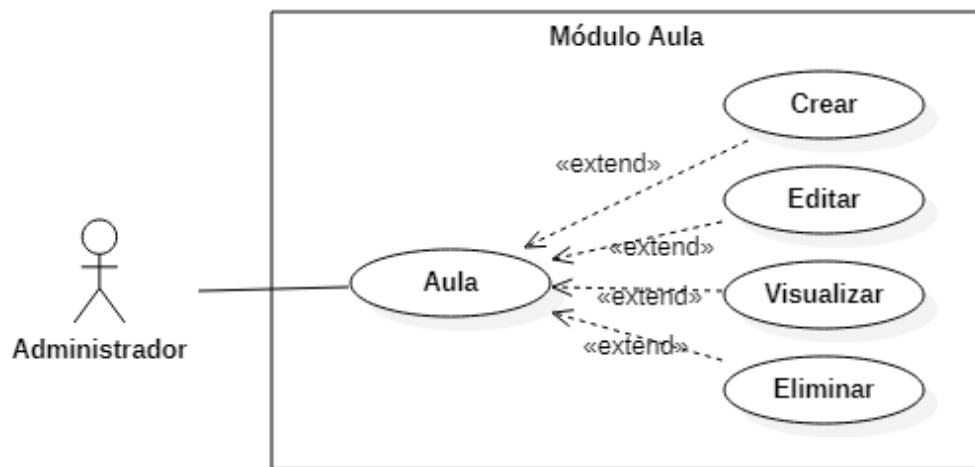 Módulo Aula
Crear
«extend»
Editar
«extend»
Aula
Visualizar
«extend»
Administrador
«extend»
Eliminar